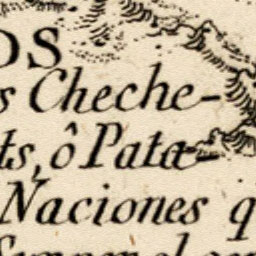 OS
s Cheche-
ts, ô Pata-
Naciones q